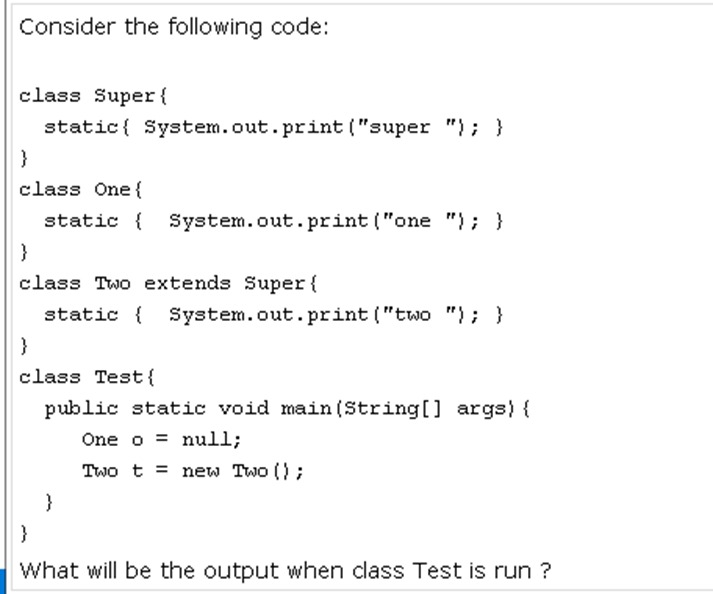 Consider the following code:
class Super{
static{ System.out.print("super "); }
}
class One{
static {  System.out.print("one "); }
}
class Two extends Super{
static {  System.out.print("two "); }
}
class Test{
public static void main(String[] args){
One o = null;
Two t = new Two();
}
}
What will be the output when class Test is run ?